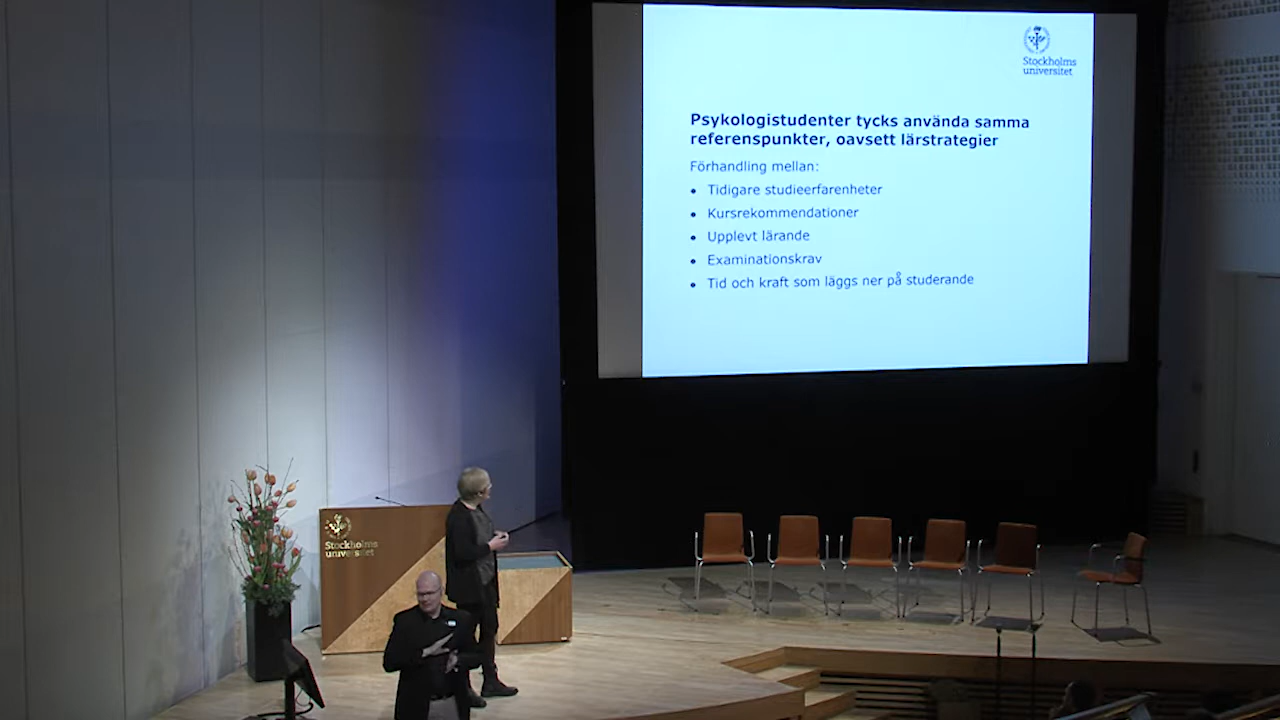 Stockholms
universitet
Psykologistudenter tycks använda samma
referenspunkter, oavsett lärstrategier
Förhandling mellan:
• Tidigare studieerfarenheter
• Kursrekommendationer
• Upplevt lärande
• Examinationskrav
• Tid och kraft som läggs ner på studerande
Stockholms
universitet